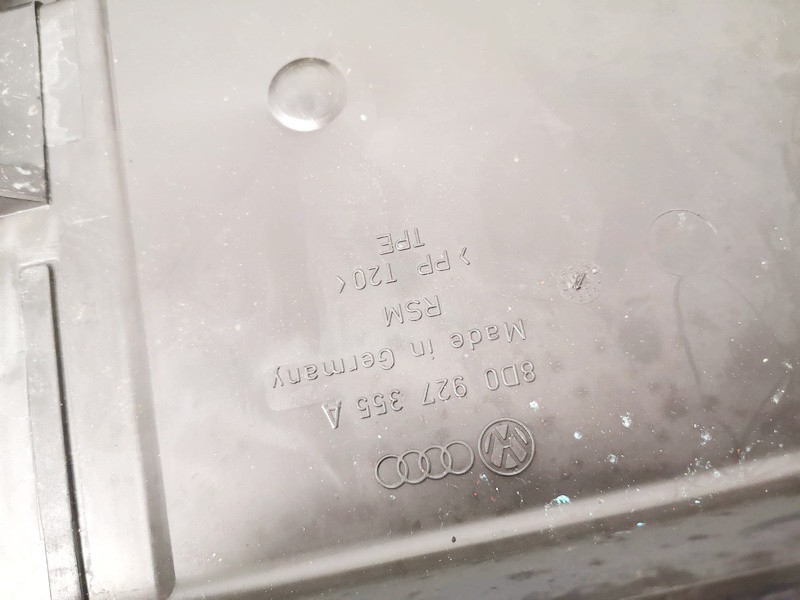 8D0 927 355 A
Made in Germany
RSM
>PP T20<
TPE